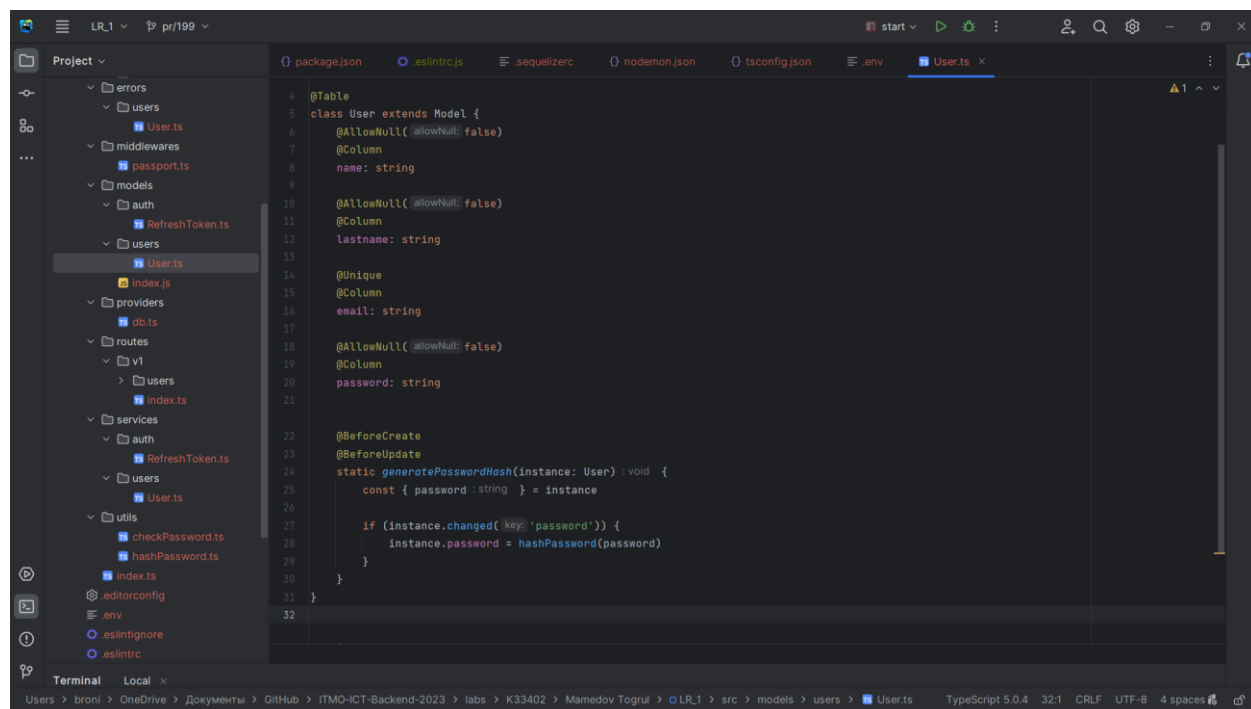 LR_1
pr/199
start
Project
package.json
.eslintrc.js
.sequelizerc
nodemon.json
tsconfig.json
.env
User.ts
1
errors
users
User.ts
middlewares
passport.ts
models
auth
RefreshToken.ts
users
User.ts
index.js
providers
db.ts
routes
v1
users
index.ts
services
auth
RefreshToken.ts
users
User.ts
utils
checkPassword.ts
hashPassword.ts
index.ts
.editorconfig
.env
.eslintignore
.eslintrc
4 @Table
5 class User extends Model {
6 @AllowNull( allowNull: false)
7 @Column
8 name: string
9
10 @AllowNull( allowNull: false)
11 @Column
12 lastname: string
13
14 @Unique
15 @Column
16 email: string
17
18 @AllowNull( allowNull: false)
19 @Column
20 password: string
21
22 @BeforeCreate
23 @BeforeUpdate
24 static generatePasswordHash(instance: User) : void {
25 const { password : string } = instance
26
27 if (instance.changed( key: 'password')) {
28 instance.password = hashPassword(password)
29 }
30 }
31 }
32
Terminal Local
Users > broni > OneDrive > Документы > GitHub > ITMO-ICT-Backend-2023 > labs > K33402 > Mamedov Togrul > LR_1 > src > models > users > User.ts TypeScript 5.0.4 32:1 CRLF UTF-8 4 spaces